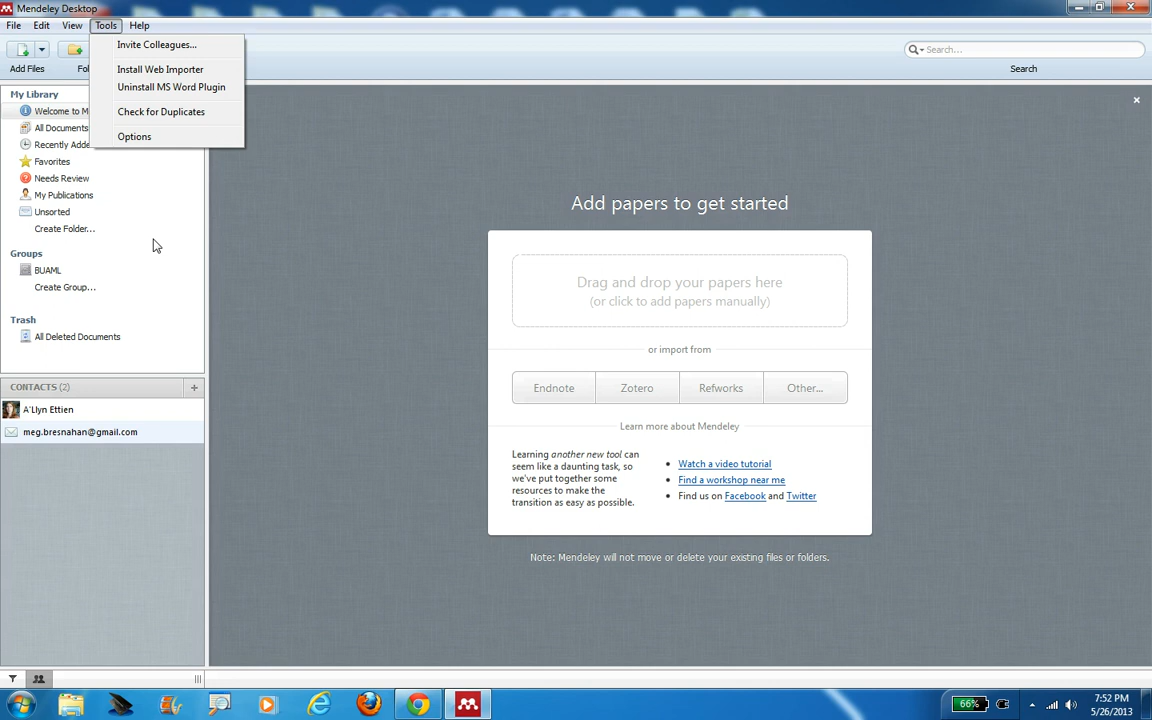 Mendeley Desktop
File Edit View Tools Help
Invite Colleagues...
Install Web Importer
Uninstall MS Word Plugin
Check for Duplicates
Options
Search...
Add Files
Search
My Library
Welcome to M
All Documents
Recently Adde
Favorites
Needs Review
My Publications
Unsorted
Create Folder...
Groups
BUAML
Create Group...
Trash
All Deleted Documents
CONTACTS (2)
A'Llyn Ettien
meg.bresnahan@gmail.com
Add papers to get started
Drag and drop your papers here
(or click to add papers manually)
or import from
Endnote Zotero Refworks Other...
Learn more about Mendeley
Learning another new tool can
seem like a daunting task, so
we've put together some
resources to make the
transition as easy as possible.
Watch a video tutorial
Find a workshop near me
Find us on Facebook and Twitter
Note: Mendeley will not move or delete your existing files or folders.
66%
7:52 PM
5/26/2013